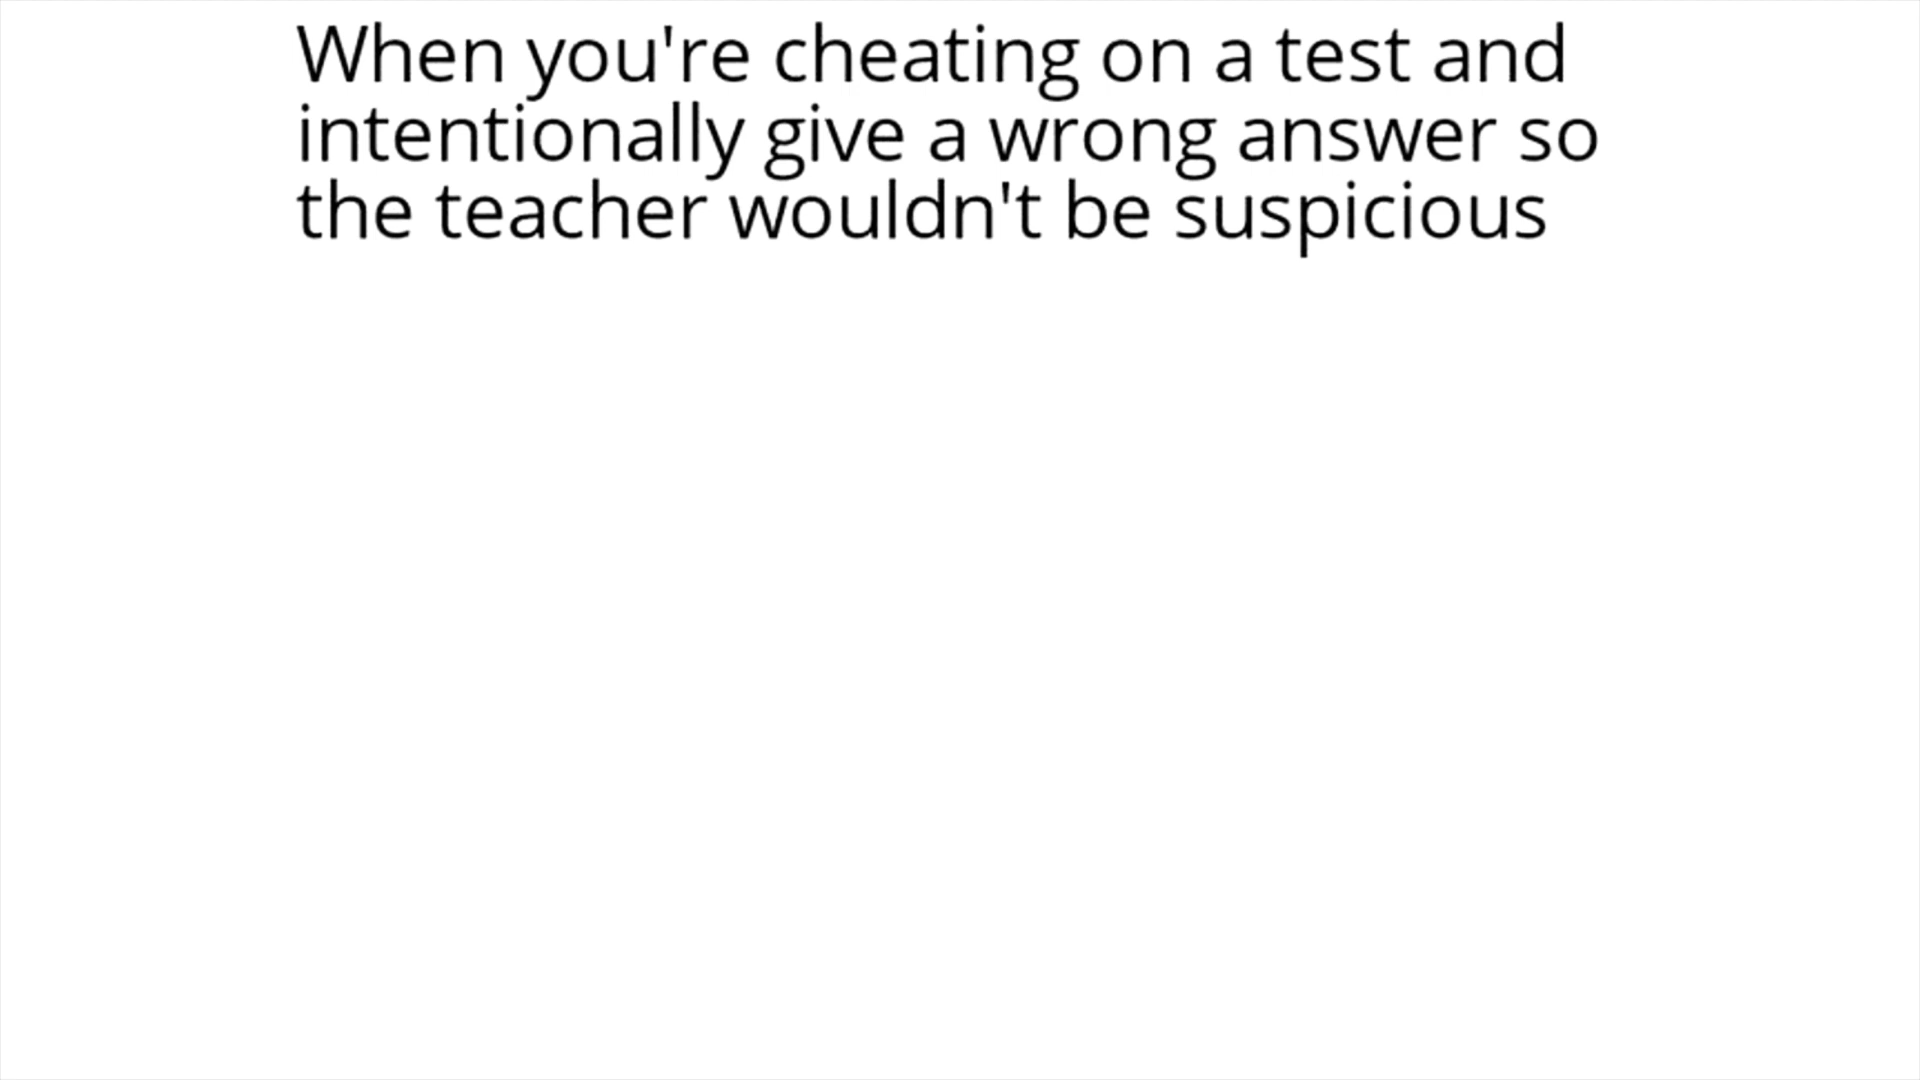 When you're cheating on a test and
intentionally give a wrong answer so
the teacher wouldn't be suspicious